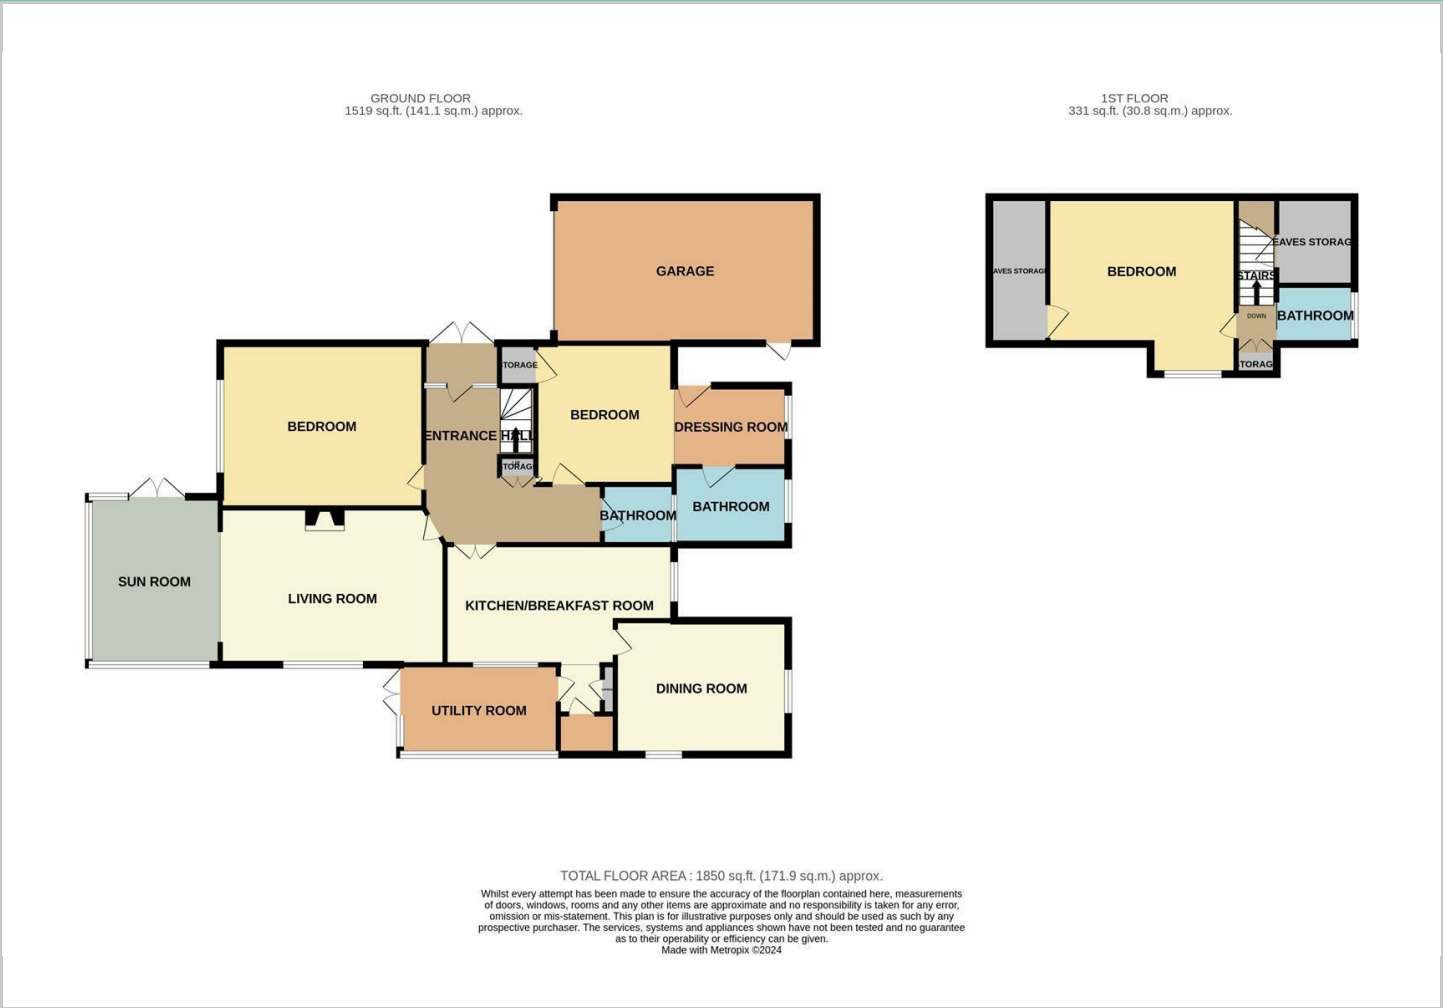 GROUND FLOOR
1519 sq.ft. (141.1 sq.m.) approx.
1ST FLOOR
331 sq.ft. (30.8 sq.m.) approx.
GARAGE
STORAGE
BEDROOM
BEDROOM
ENTRANCE HALL
DRESSING ROOM
STORAGE
BATHROOM
BATHROOM
SUN ROOM
LIVING ROOM
KITCHEN/BREAKFAST ROOM
DINING ROOM
UTILITY ROOM
EAVES STORAGE
AVES STORAGE
BEDROOM
STAIRS
DOWN
BATHROOM
STORAGE
TOTAL FLOOR AREA : 1850 sq.ft. (171.9 sq.m.) approx.
Whilst every attempt has been made to ensure the accuracy of the floorplan contained here, measurements
of doors, windows, rooms and any other items are approximate and no responsibility is taken for any error,
omission or mis-statement. This plan is for illustrative purposes only and should be used as such by any
prospective purchaser. The services, systems and appliances shown have not been tested and no guarantee
as to their operability or efficiency can be given.
Made with Metropix ©2024